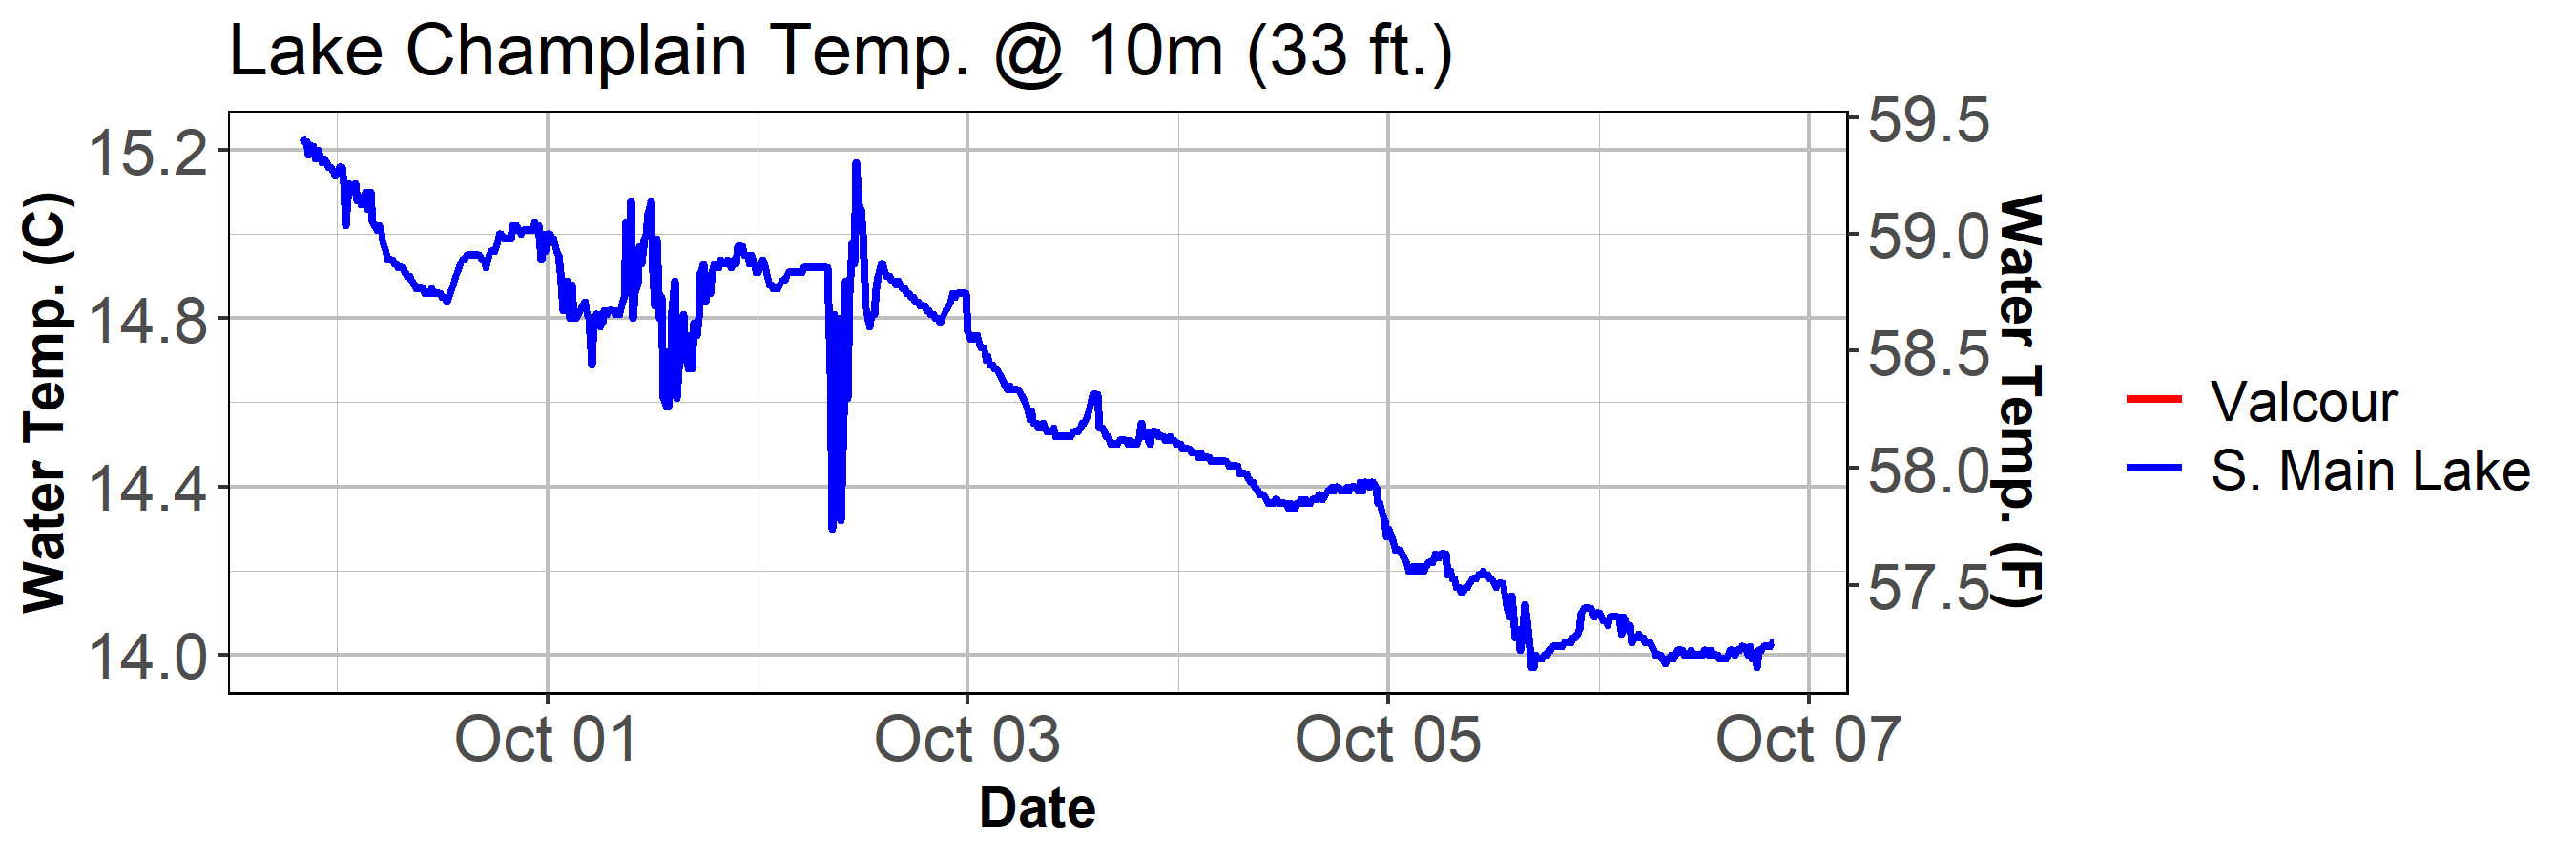 Lake Champlain Temp. @ 10m (33 ft.)
Water Temp. (C)
15.2
14.8
14.4
14.0
59.5
59.0
58.5
58.0
57.5
Water Temp. (F)
Oct 01
Oct 03
Oct 05
Oct 07
Date
Valcour
S. Main Lake